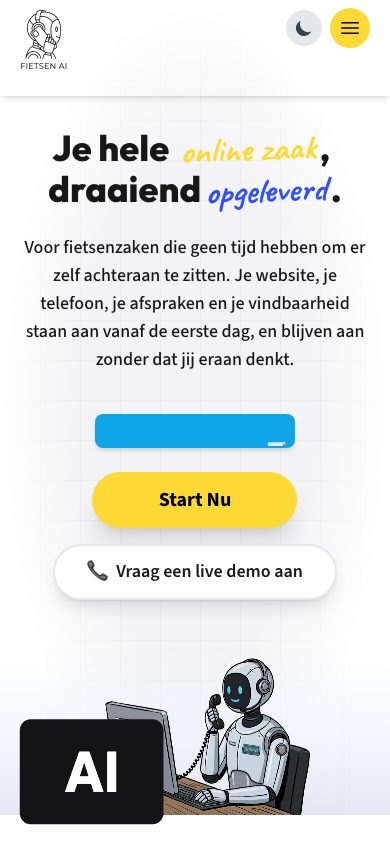 FIETSEN AI
Je hele online zaak,
draaiend opgeleverd.
Voor fietsenzaken die geen tijd hebben om er
zelf achteraan te zitten. Je website, je
telefoon, je afspraken en je vindbaarheid
staan aan vanaf de eerste dag, en blijven aan
zonder dat jij eraan denkt.
Start Nu
Vraag een live demo aan
AI